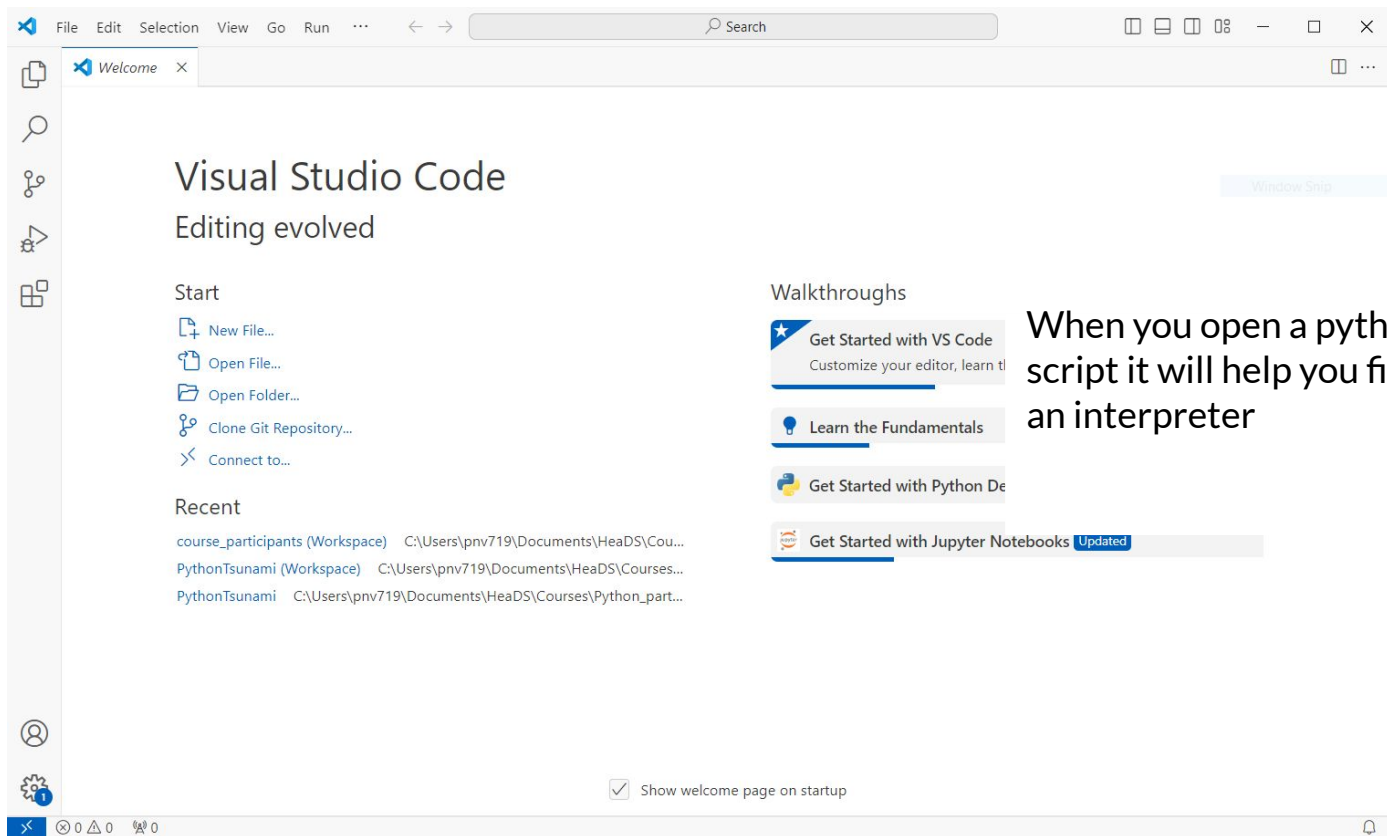 File Edit Selection View Go Run ··· Search
Welcome
Visual Studio Code
Editing evolved
Window Snip
Start
New File...
Open File...
Open Folder...
Clone Git Repository...
Connect to...
Recent
course_participants (Workspace) C:\Users\pnv719\Documents\HeaDS\Cou...
PythonTsunami (Workspace) C:\Users\pnv719\Documents\HeaDS\Courses...
PythonTsunami C:\Users\pnv719\Documents\HeaDS\Courses\Python_part...
Walkthroughs
Get Started with VS Code
Customize your editor, learn
Learn the Fundamentals
Get Started with Python De
Get Started with Jupyter Notebooks Updated
When you open a pyth
script it will help you fi
an interpreter
Show welcome page on startup
1
0 0 0